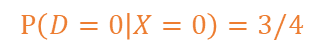 P(D = 0|X = 0) = 3/4